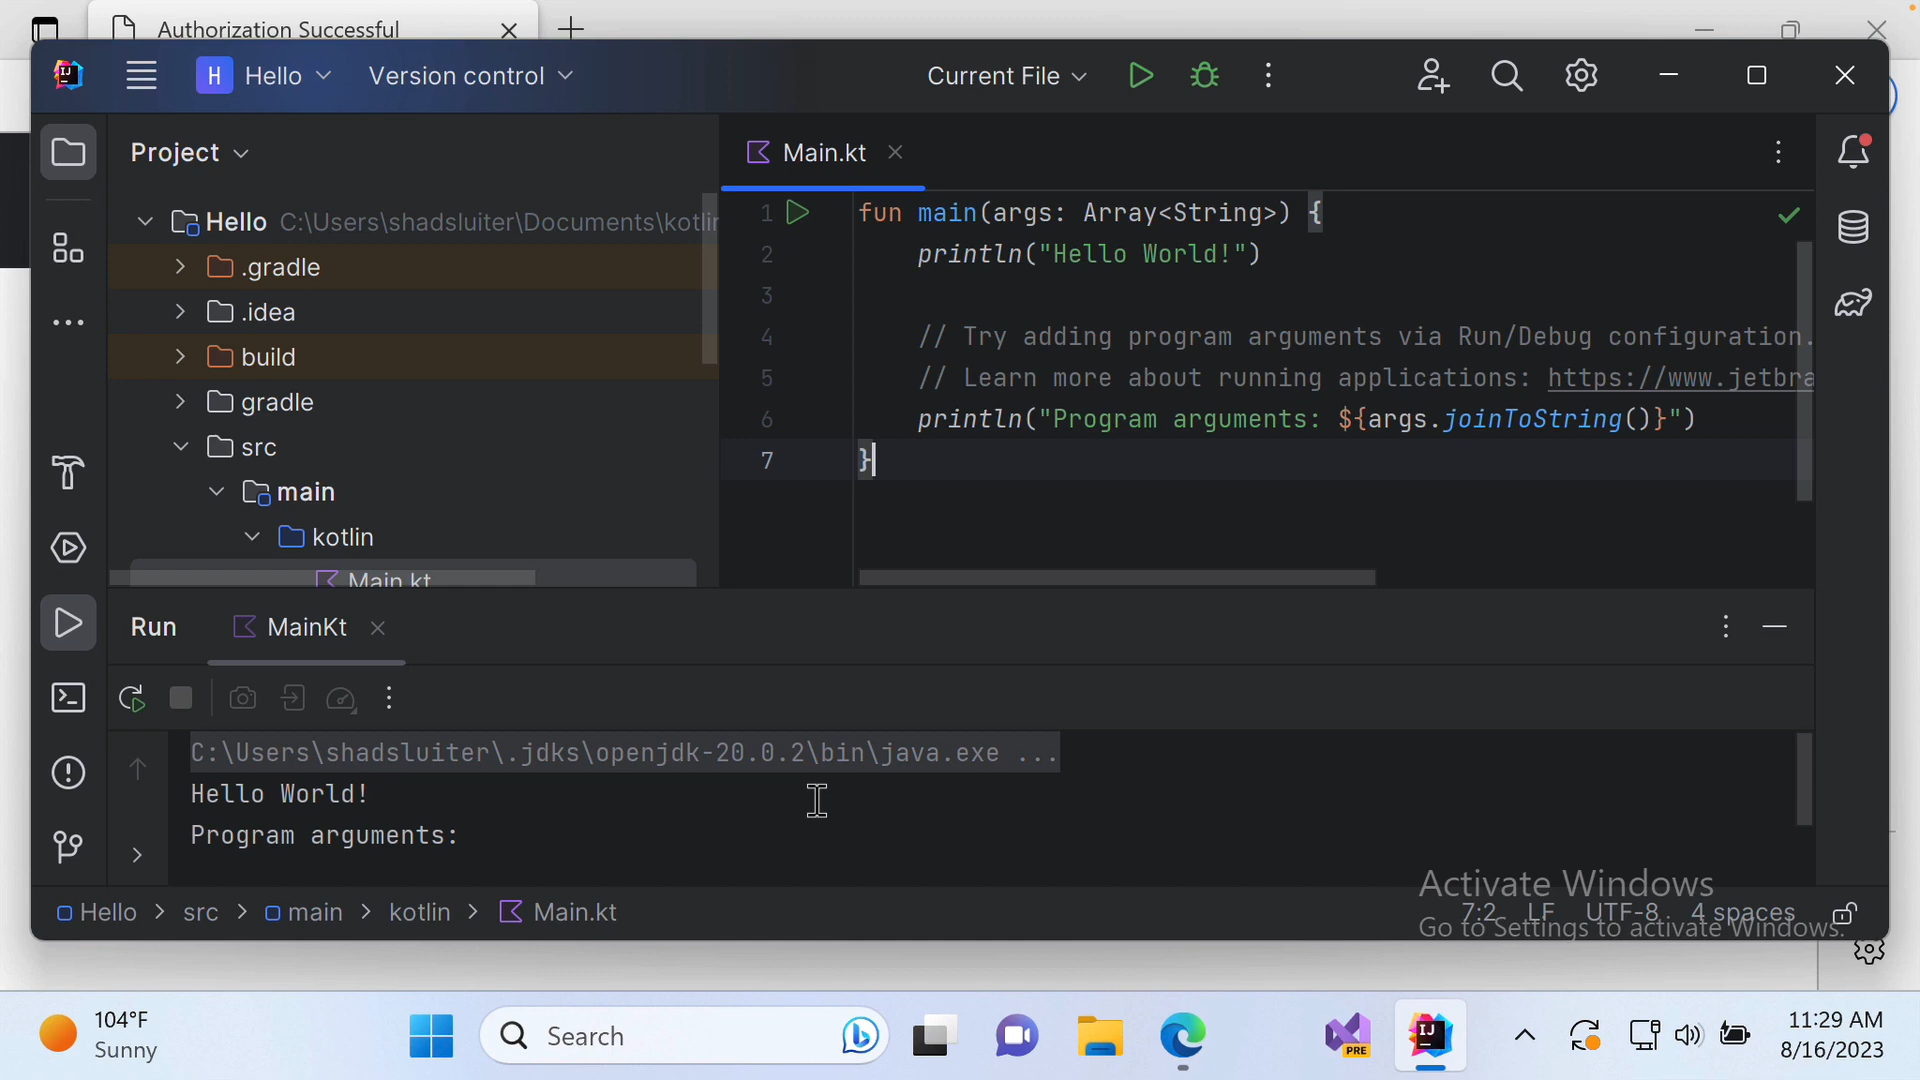 Authorization Successful
H Hello Version control Current File
Project
Main.kt
Hello C:\Users\shadsluiter\Documents\kotlin
.gradle
.idea
build
gradle
src
main
kotlin
Main.kt
1 fun main(args: Array<String>) {
2 println("Hello World!")
3
4 // Try adding program arguments via Run/Debug configuration.
5 // Learn more about running applications: https://www.jetbra
6 println("Program arguments: ${args.joinToString()}")
7 }
Run MainKt
C:\Users\shadsluiter\.jdks\openjdk-20.0.2\bin\java.exe ...
Hello World!
Program arguments:
Activate Windows
Go to Settings to activate Windows.
Hello > src > main > kotlin > Main.kt
7:2 LF UTF-8 4 spaces
104°F
Sunny
Search
PRE
IJ
11:29 AM
8/16/2023